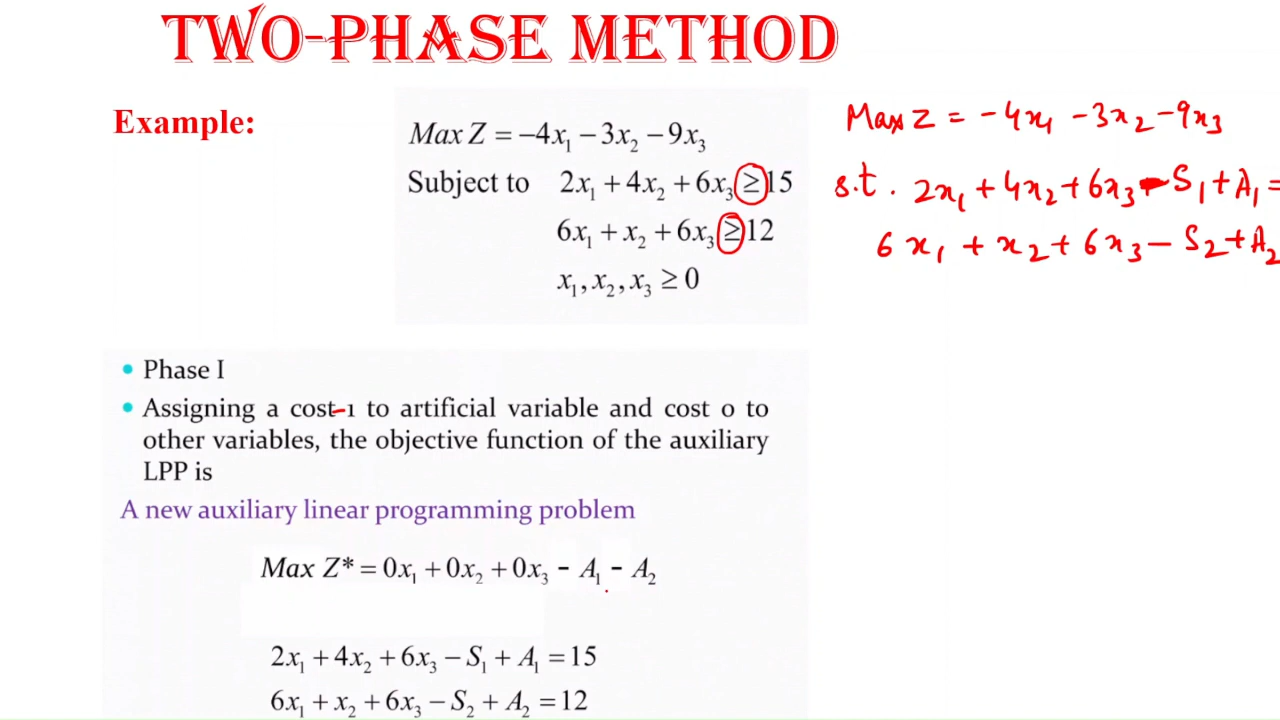 TWO-PHASE METHOD
Example:
Max Z = −4x₁ − 3x₂ − 9x₃
Subject to 2x₁ + 4x₂ + 6x₃ ≥ 15
6x₁ + x₂ + 6x₃ ≥ 12
x₁, x₂, x₃ ≥ 0
Max Z = -4x₁ -3x₂ -9x₃
s.t. 2x₁ + 4x₂ + 6x₃ - S₁ + A₁ =
6x₁ + x₂ + 6x₃ - S₂ + A₂
• Phase I
• Assigning a cost -1 to artificial variable and cost 0 to
other variables, the objective function of the auxiliary
LPP is
A new auxiliary linear programming problem
Max Z* = 0x₁ + 0x₂ + 0x₃ - A₁ - A₂
2x₁ + 4x₂ + 6x₃ − S₁ + A₁ = 15
6x₁ + x₂ + 6x₃ − S₂ + A₂ = 12